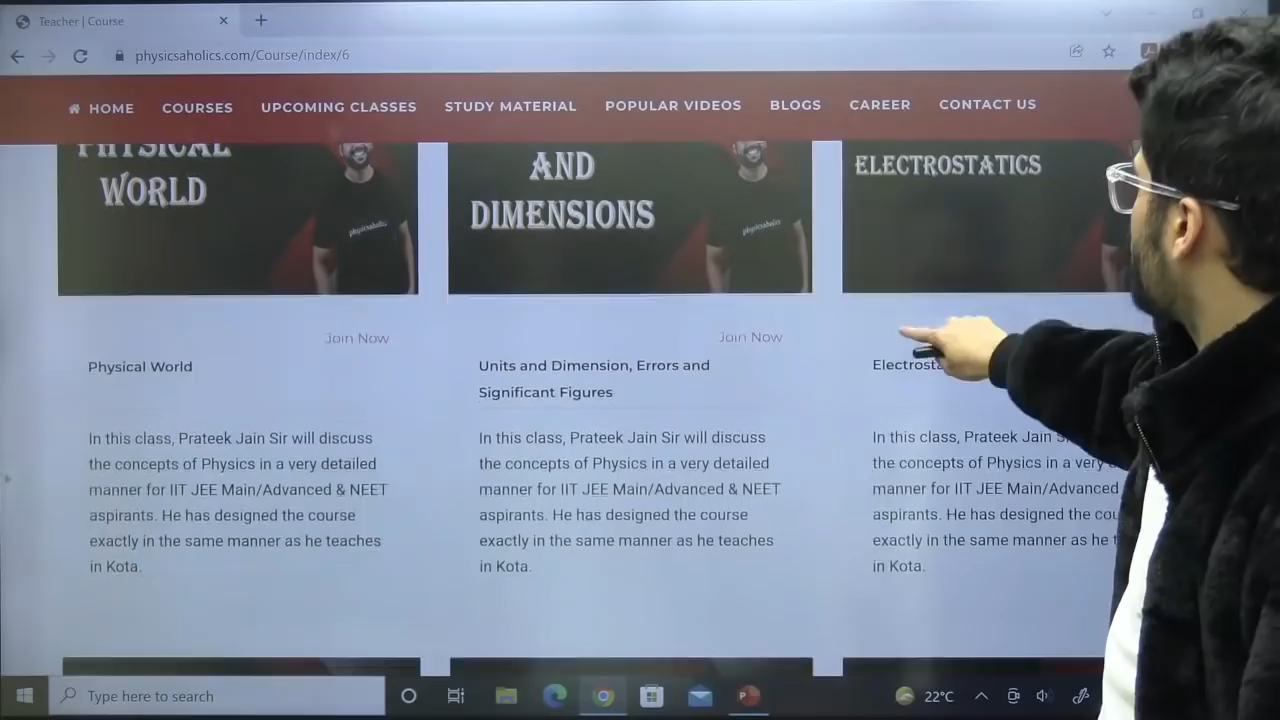 Teacher | Course
physicsaholics.com/Course/index/6
HOME COURSES UPCOMING CLASSES STUDY MATERIAL POPULAR VIDEOS BLOGS CAREER CONTACT US
PHYSICAL
WORLD
physicsaholics
AND
DIMENSIONS
physicsaholics
ELECTROSTATICS
Join Now
Physical World
In this class, Prateek Jain Sir will discuss
the concepts of Physics in a very detailed
manner for IIT JEE Main/Advanced & NEET
aspirants. He has designed the course
exactly in the same manner as he teaches
in Kota.
Join Now
Units and Dimension, Errors and
Significant Figures
In this class, Prateek Jain Sir will discuss
the concepts of Physics in a very detailed
manner for IIT JEE Main/Advanced & NEET
aspirants. He has designed the course
exactly in the same manner as he teaches
in Kota.
In this class, Prateek Jain
the concepts of Physics in a very
manner for IIT JEE Main/Advanced
aspirants. He has designed the
exactly in the same manner as he
in Kota.
Type here to search
22°C